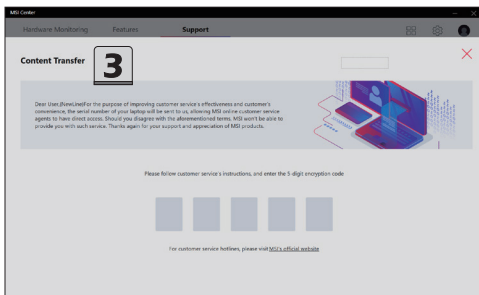 MSI Center
Hardware Monitoring Features Support
Content Transfer
3
Dear User,(NewLine)For the purpose of improving customer service's effectiveness and customer's
convenience, the serial number of your laptop will be sent to us, allowing MSI online customer service
agents to have direct access. Should you disagree with the aforementioned terms, MSI won't be able to
provide you with such service. Thanks again for your support and appreciation of MSI products.
Please follow customer service's instructions, and enter the 5-digit encryption code
For customer service hotlines, please visit MSI's official website